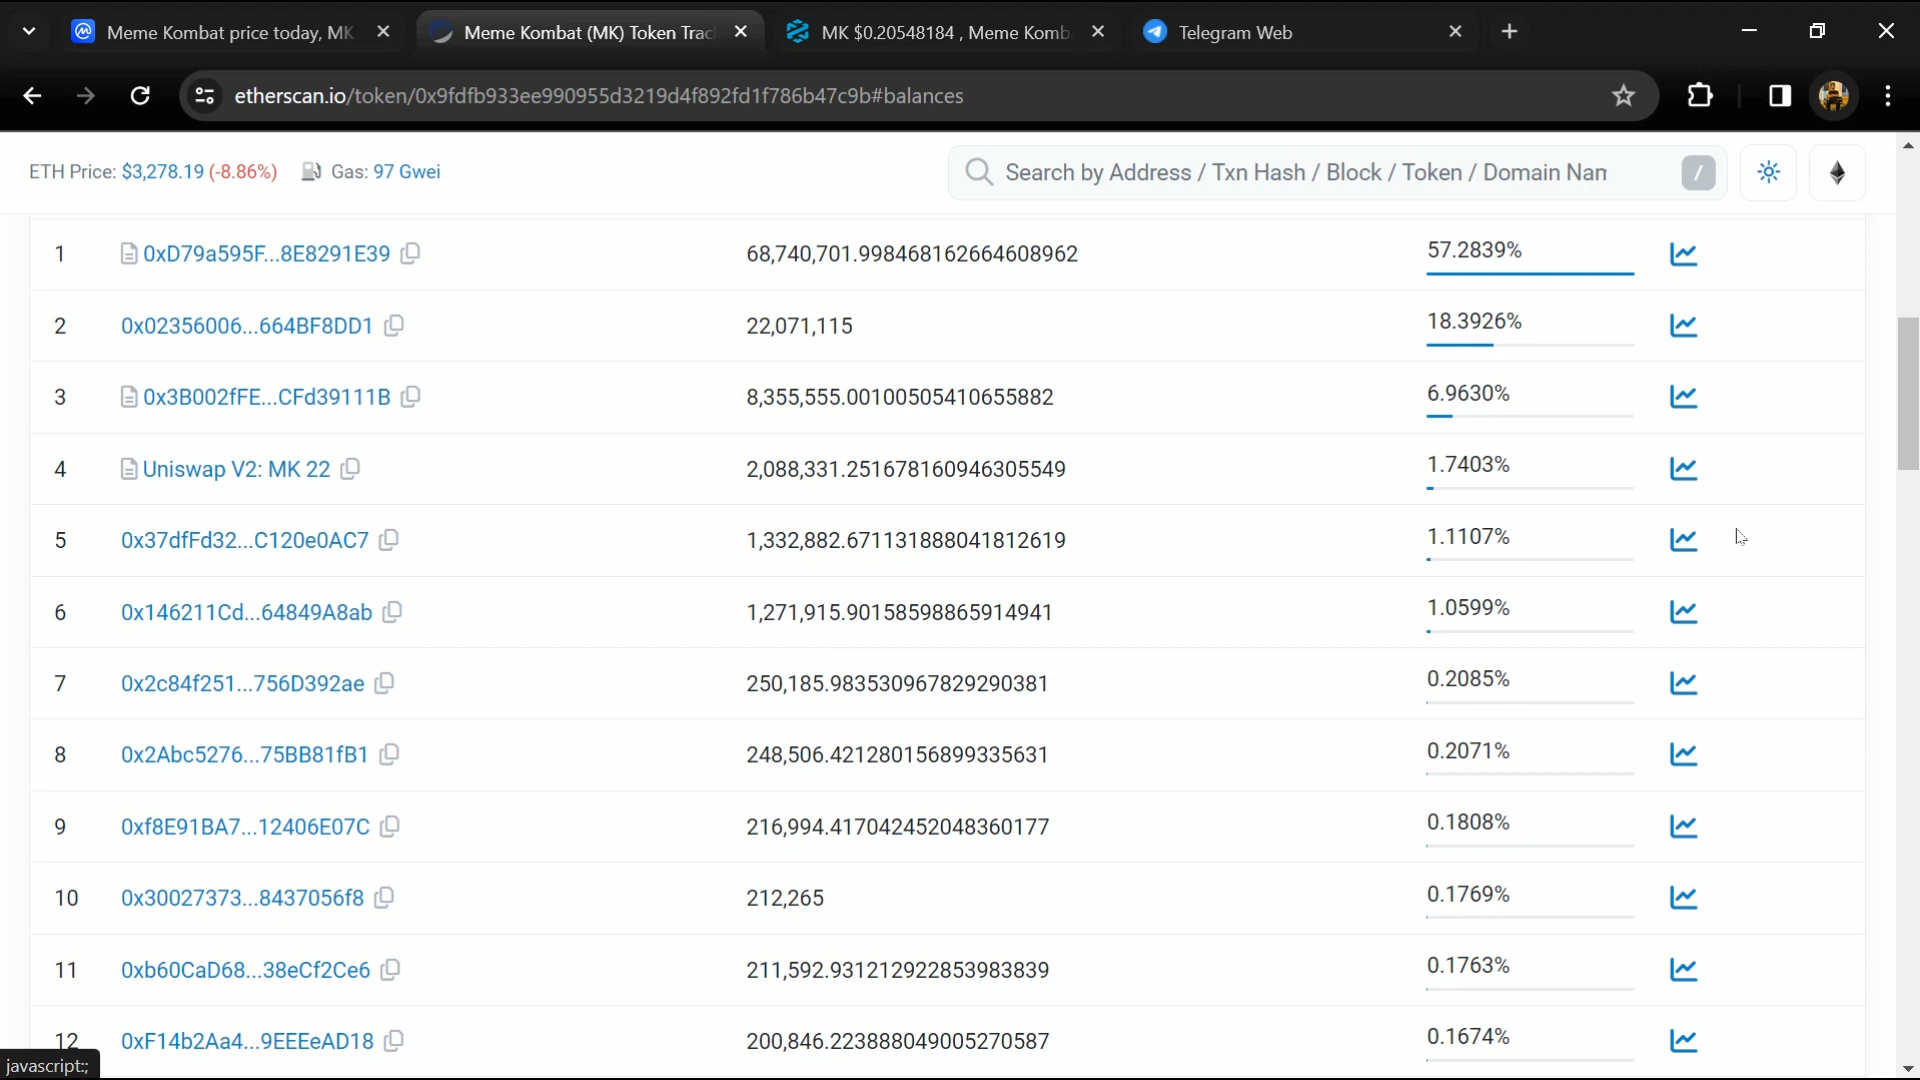 Meme Kombat price today, MK
Meme Kombat (MK) Token Trac
MK $0.20548184 , Meme Komb
Telegram Web
etherscan.io/token/0x9fdfb933ee990955d3219d4f892fd1f786b47c9b#balances
ETH Price: $3,278.19 (-8.86%) Gas: 97 Gwei
Search by Address / Txn Hash / Block / Token / Domain Nam /
1 0xD79a595F...8E8291E39 68,740,701.998468162664608962 57.2839%
2 0x02356006...664BF8DD1 22,071,115 18.3926%
3 0x3B002fFE...CFd39111B 8,355,555.00100505410655882 6.9630%
4 Uniswap V2: MK 22 2,088,331.251678160946305549 1.7403%
5 0x37dfFd32...C120e0AC7 1,332,882.671131888041812619 1.1107%
6 0x146211Cd...64849A8ab 1,271,915.90158598865914941 1.0599%
7 0x2c84f251...756D392ae 250,185.983530967829290381 0.2085%
8 0x2Abc5276...75BB81fB1 248,506.421280156899335631 0.2071%
9 0xf8E91BA7...12406E07C 216,994.417042452048360177 0.1808%
10 0x30027373...8437056f8 212,265 0.1769%
11 0xb60CaD68...38eCf2Ce6 211,592.931212922853983839 0.1763%
12 0xF14b2Aa4...9EEEeAD18 200,846.223888049005270587 0.1674%
javascript:;